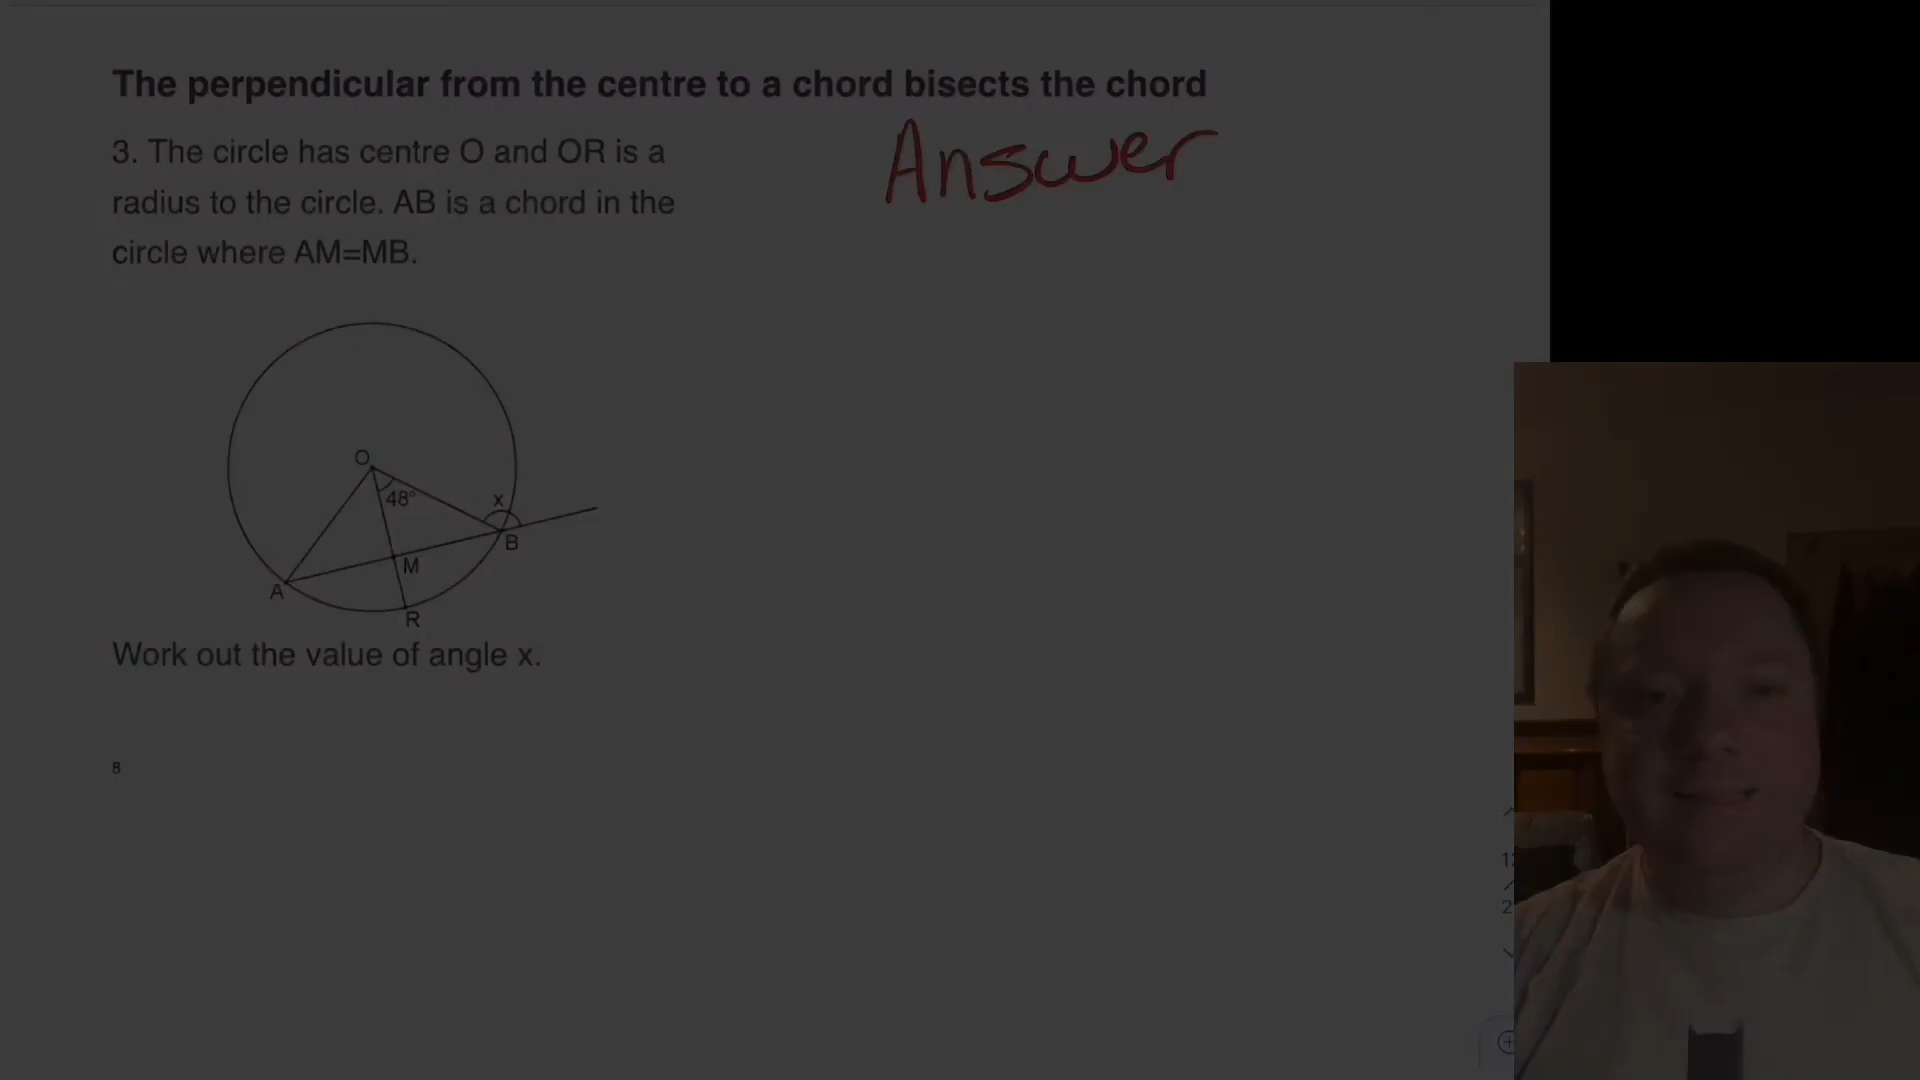 The perpendicular from the centre to a chord bisects the chord
3. The circle has centre O and OR is a
radius to the circle. AB is a chord in the
circle where AM=MB.
Answer
O
48°
x
B
M
A
R
Work out the value of angle x.
8